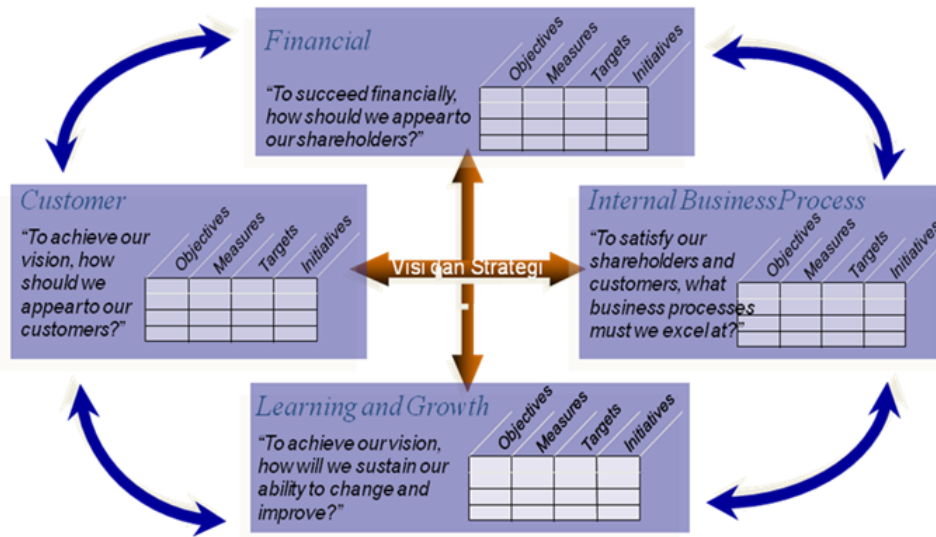 Financial
Objectives
Measures
Targets
Initiatives
“To succeed financially,
how should we appear to
our shareholders?”
Customer
Objectives
Measures
Targets
Initiatives
“To achieve our
vision, how
should we
appear to our
customers?”
Visi dan Strategi
Internal Business Process
Objectives
Measures
Targets
Initiatives
“To satisfy our
shareholders and
customers, what
business processes
must we excel at?”
Learning and Growth
Objectives
Measures
Targets
Initiatives
“To achieve our vision,
how will we sustain our
ability to change and
improve?”